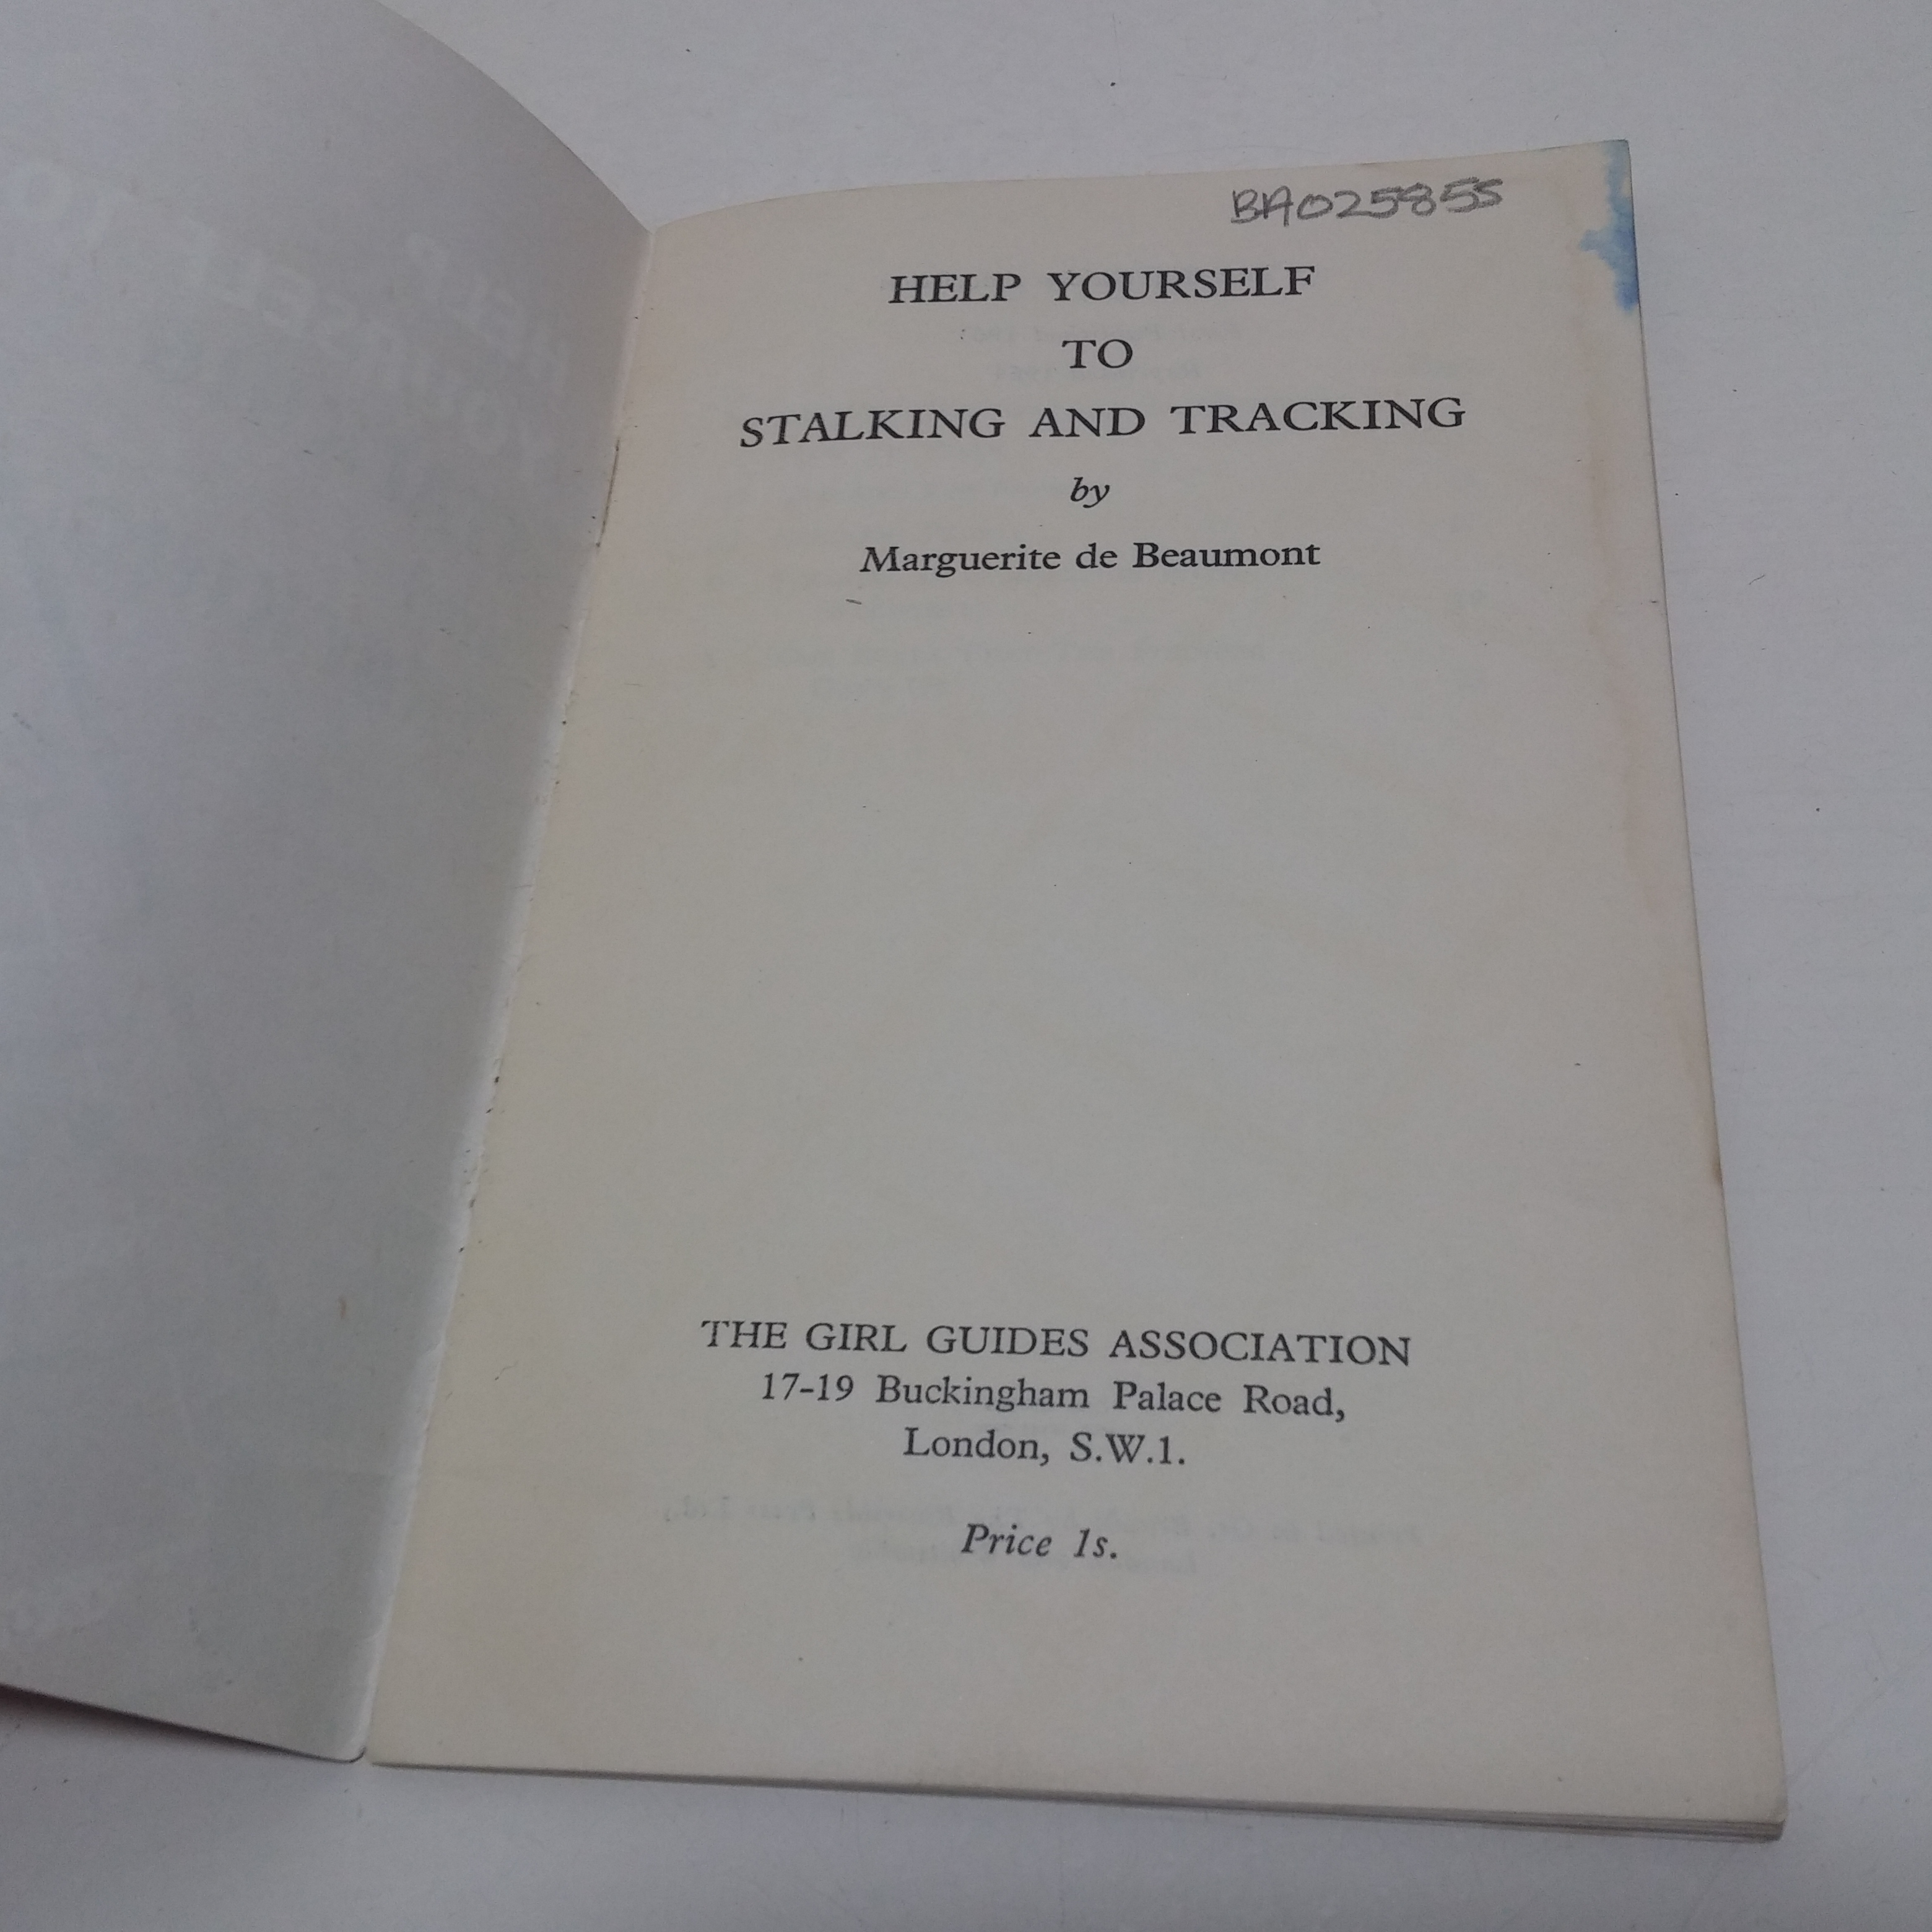 BA025855
HELP YOURSELF
TO
STALKING AND TRACKING
by
Marguerite de Beaumont
THE GIRL GUIDES ASSOCIATION
17-19 Buckingham Palace Road,
London, S.W.1.
Price 1s.